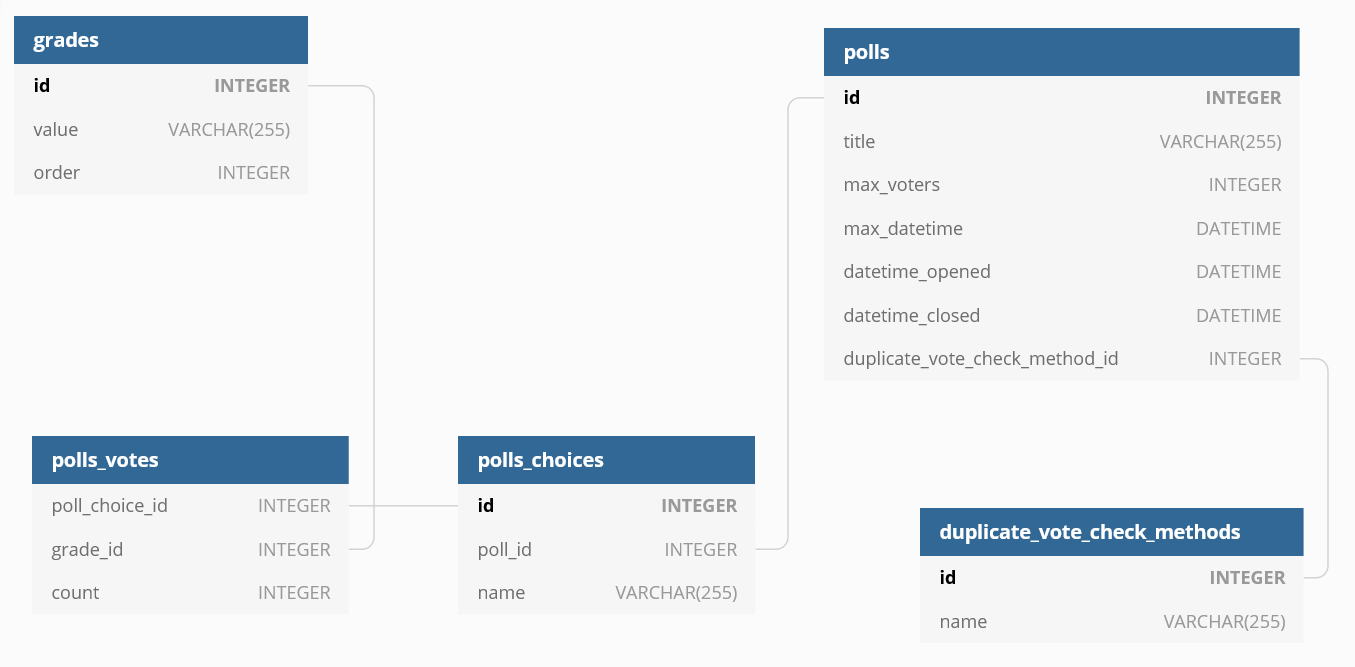 grades
id INTEGER
value VARCHAR(255)
order INTEGER
polls
id INTEGER
title VARCHAR(255)
max_voters INTEGER
max_datetime DATETIME
datetime_opened DATETIME
datetime_closed DATETIME
duplicate_vote_check_method_id INTEGER
polls_votes
poll_choice_id INTEGER
grade_id INTEGER
count INTEGER
polls_choices
id INTEGER
poll_id INTEGER
name VARCHAR(255)
duplicate_vote_check_methods
id INTEGER
name VARCHAR(255)